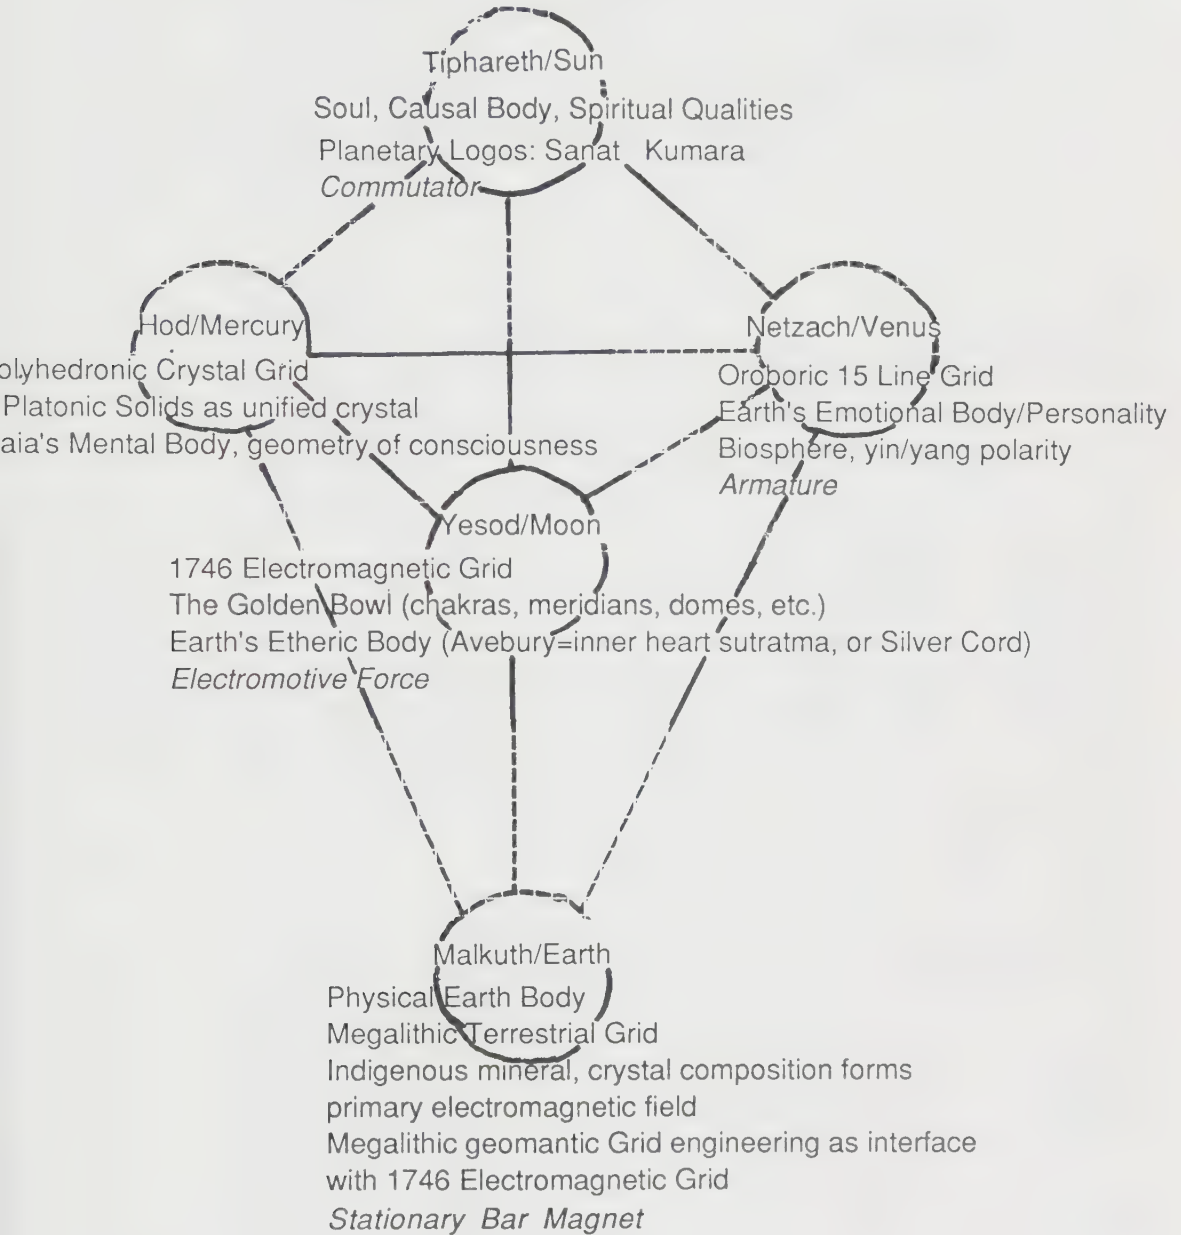 Tiphareth/Sun
Soul, Causal Body, Spiritual Qualities
Planetary Logos: Sanat Kumara
Commutator
Hod/Mercury
olyhedronic Crystal Grid
Platonic Solids as unified crystal
aia's Mental Body, geometry of consciousness
Netzach/Venus
Oroboric 15 Line Grid
Earth's Emotional Body/Personality
Biosphere, yin/yang polarity
Armature
Yesod/Moon
1746 Electromagnetic Grid
The Golden Bowl (chakras, meridians, domes, etc.)
Earth's Etheric Body (Avebury=inner heart sutratma, or Silver Cord)
Electromotive Force
Malkuth/Earth
Physical Earth Body
Megalithic Terrestrial Grid
Indigenous mineral, crystal composition forms
primary electromagnetic field
Megalithic geomantic Grid engineering as interface
with 1746 Electromagnetic Grid
Stationary Bar Magnet